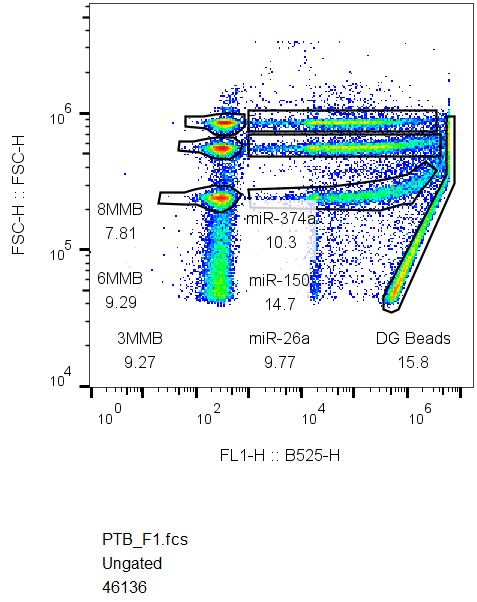 FSC-H :: FSC-H
10^6
10^5
10^4
8MMB
7.81
6MMB
9.29
3MMB
9.27
miR-374a
10.3
miR-150
14.7
miR-26a
9.77
DG Beads
15.8
10^0 10^2 10^4 10^6
FL1-H :: B525-H
PTB_F1.fcs
Ungated
46136